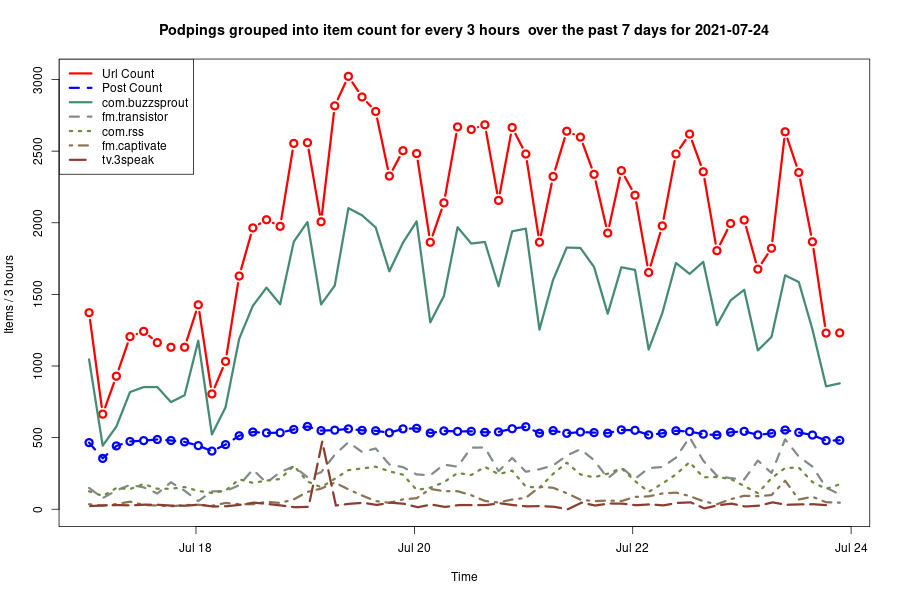 Podpings grouped into item count for every 3 hours  over the past 7 days for 2021-07-24
Url Count
Post Count
com.buzzsprout
fm.transistor
com.rss
fm.captivate
tv.3speak
Items / 3 hours
3000
2500
2000
1500
1000
500
0
Jul 18
Jul 20
Jul 22
Jul 24
Time